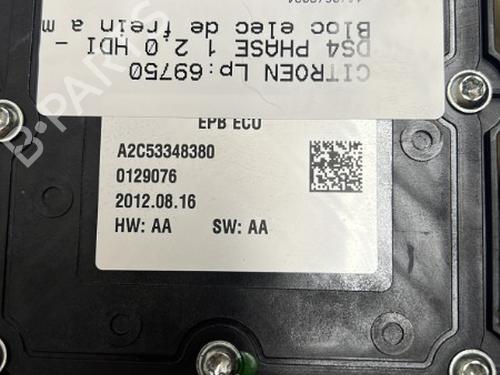 CITROEN Lp:69750
DS4 PHASE 1 2.0 HDI -
Bloc elec de frein a m
EPB ECU
A2C53348380
0129076
2012.08.16
HW: AA SW: AA